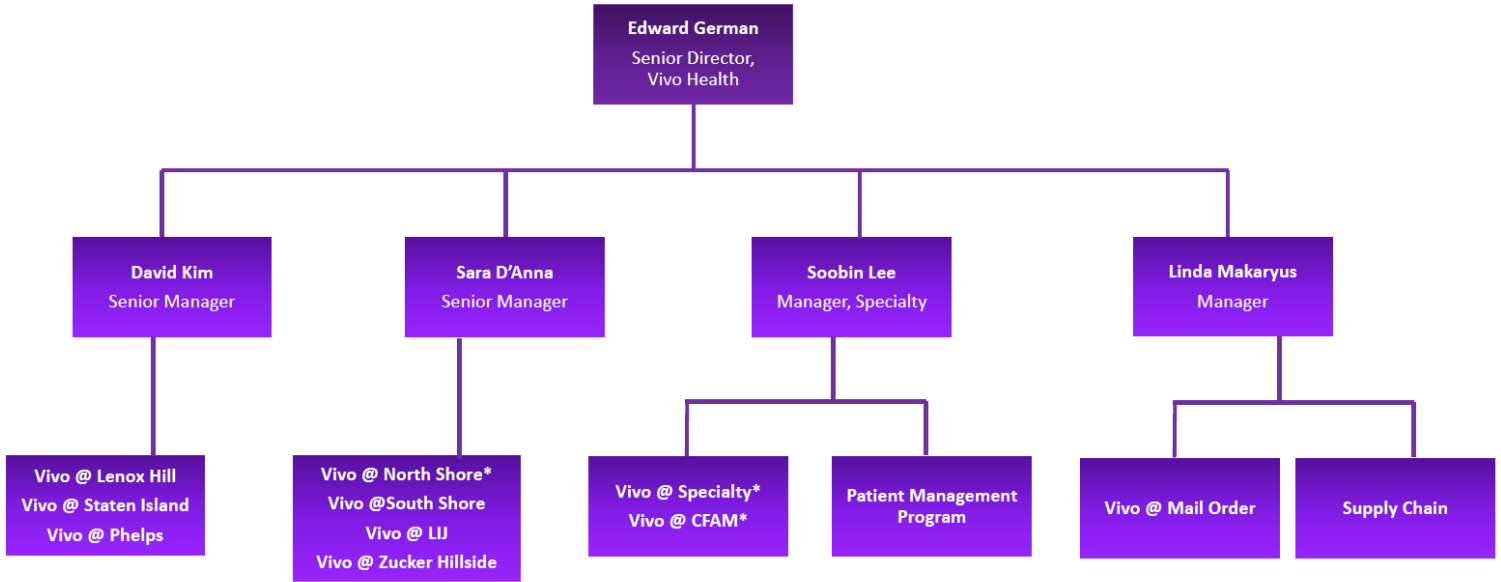 Edward German
Senior Director,
Vivo Health
David Kim
Senior Manager
Sara D’Anna
Senior Manager
Soobin Lee
Manager, Specialty
Linda Makaryus
Manager
Vivo @ Lenox Hill
Vivo @ Staten Island
Vivo @ Phelps
Vivo @ North Shore*
Vivo @South Shore
Vivo @ LIJ
Vivo @ Zucker Hillside
Vivo @ Specialty*
Vivo @ CFAM*
Patient Management
Program
Vivo @ Mail Order
Supply Chain